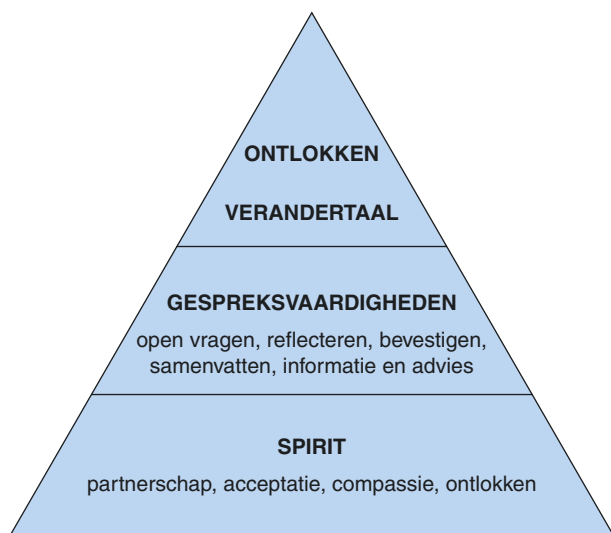 ONTLOKKEN
VERANDERTAAL
GESPREKSVAARDIGHEDEN
open vragen, reflecteren, bevestigen,
samenvatten, informatie en advies
SPIRIT
partnerschap, acceptatie, compassie, ontlokken